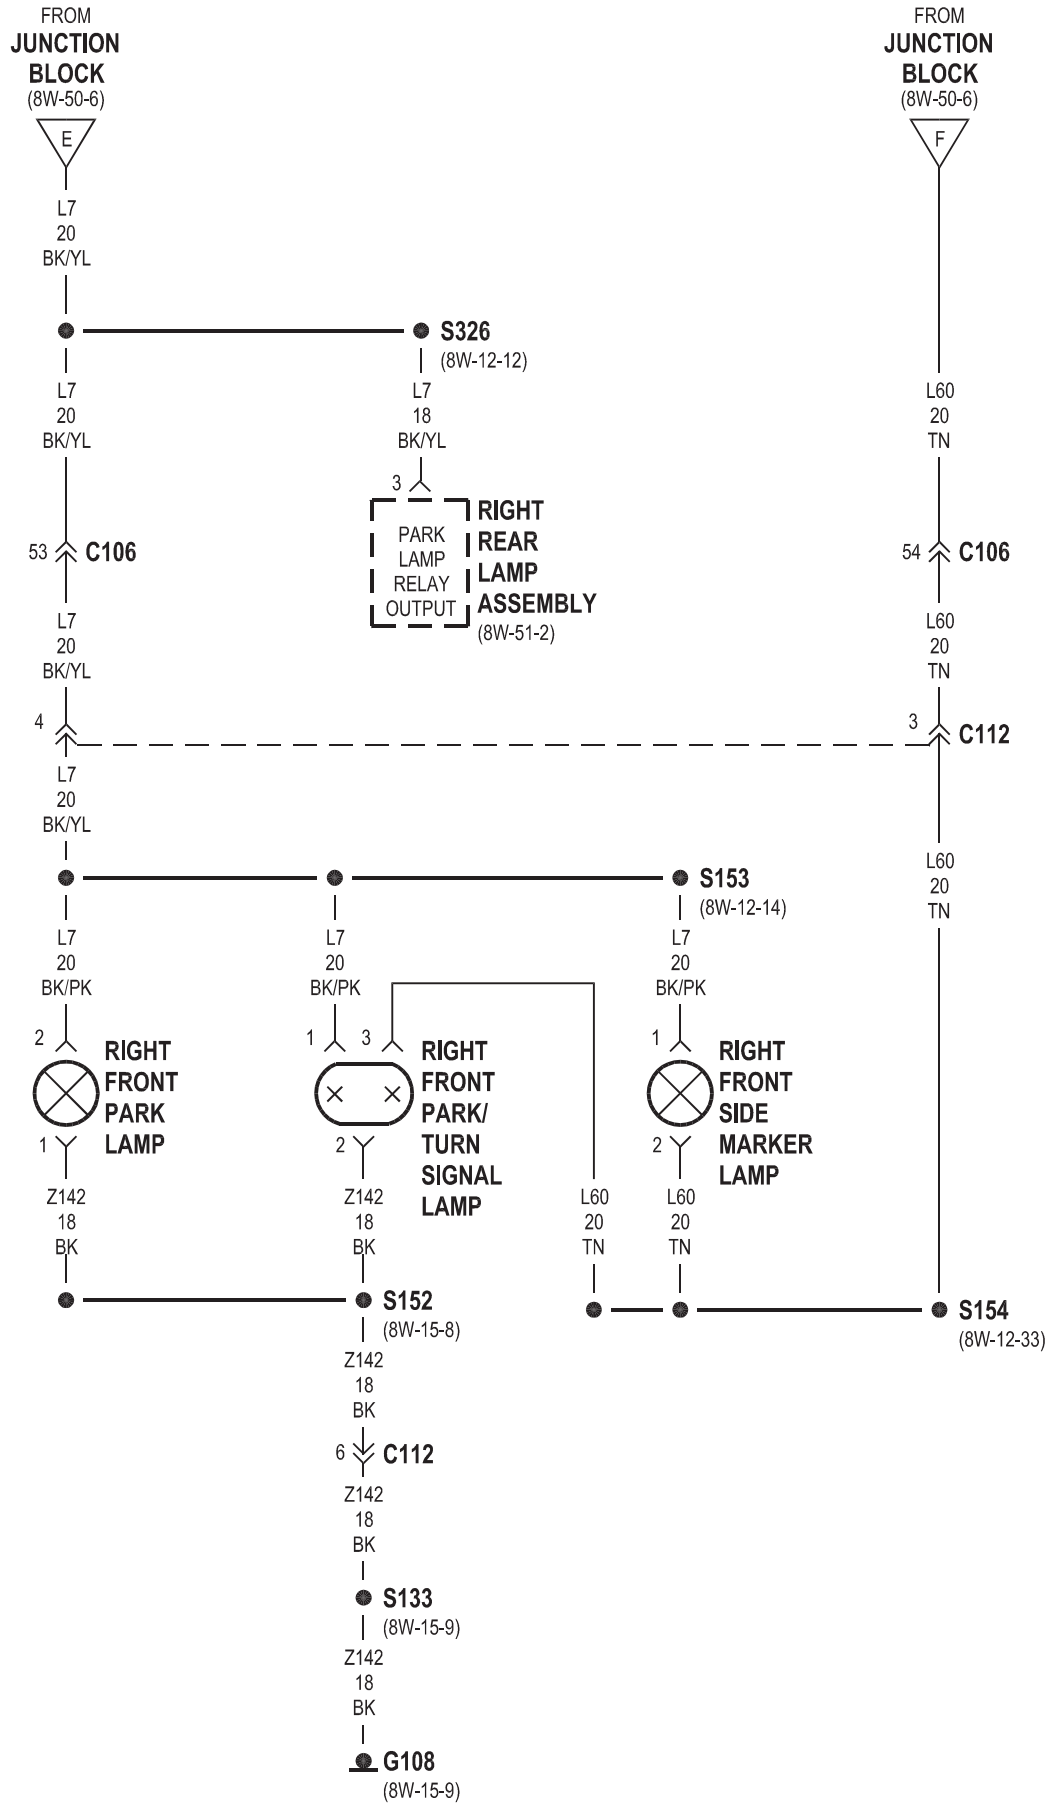 FROM
JUNCTION
BLOCK
(8W-50-6)
E
L7
20
BK/YL
S326
(8W-12-12)
L7
20
BK/YL
L7
18
BK/YL
3
PARK
LAMP
RELAY
OUTPUT
RIGHT
REAR
LAMP
ASSEMBLY
(8W-51-2)
53
C106
L7
20
BK/YL
4
FROM
JUNCTION
BLOCK
(8W-50-6)
F
L60
20
TN
54
C106
L60
20
TN
3
C112
L7
20
BK/YL
S153
(8W-12-14)
L60
20
TN
L7
20
BK/PK
L7
20
BK/PK
L7
20
BK/PK
2
RIGHT
FRONT
PARK
LAMP
1
1
3
RIGHT
FRONT
PARK/
TURN
SIGNAL
LAMP
2
1
RIGHT
FRONT
SIDE
MARKER
LAMP
2
Z142
18
BK
Z142
18
BK
L60
20
TN
L60
20
TN
S152
(8W-15-8)
S154
(8W-12-33)
Z142
18
BK
6
C112
Z142
18
BK
S133
(8W-15-9)
Z142
18
BK
G108
(8W-15-9)